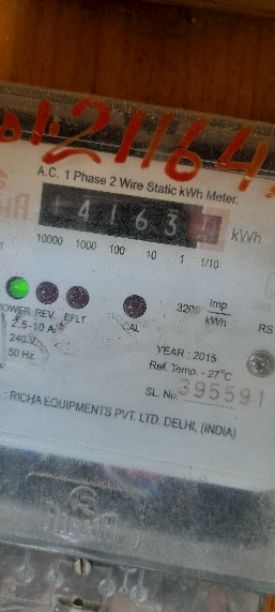 21164
A.C. 1 Phase 2 Wire Static kWh Meter.
14163 kWh
10000 1000 100 10 1 1/10
POWER REV EFLT CAL 320 imp/kWh
2.5-10 A
240 V
50 Hz
YEAR : 2015
Ref. Temp. - 27°C
SL. No. 395591
: RICHA EQUIPMENTS PVT. LTD. DELHI, (INDIA)